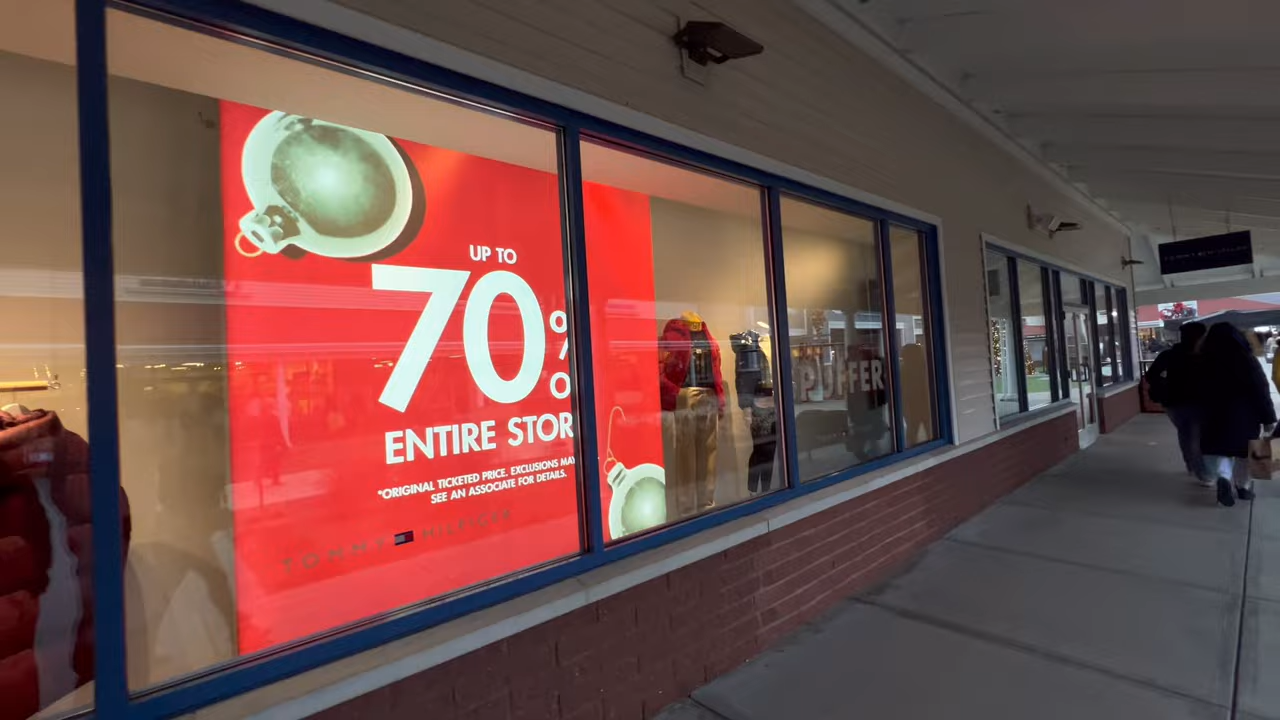 UP TO
70%
ENTIRE STOR
*ORIGINAL TICKETED PRICE. EXCLUSIONS MAY
SEE AN ASSOCIATE FOR DETAILS.
TOMMY HILFIGER
PUFFER